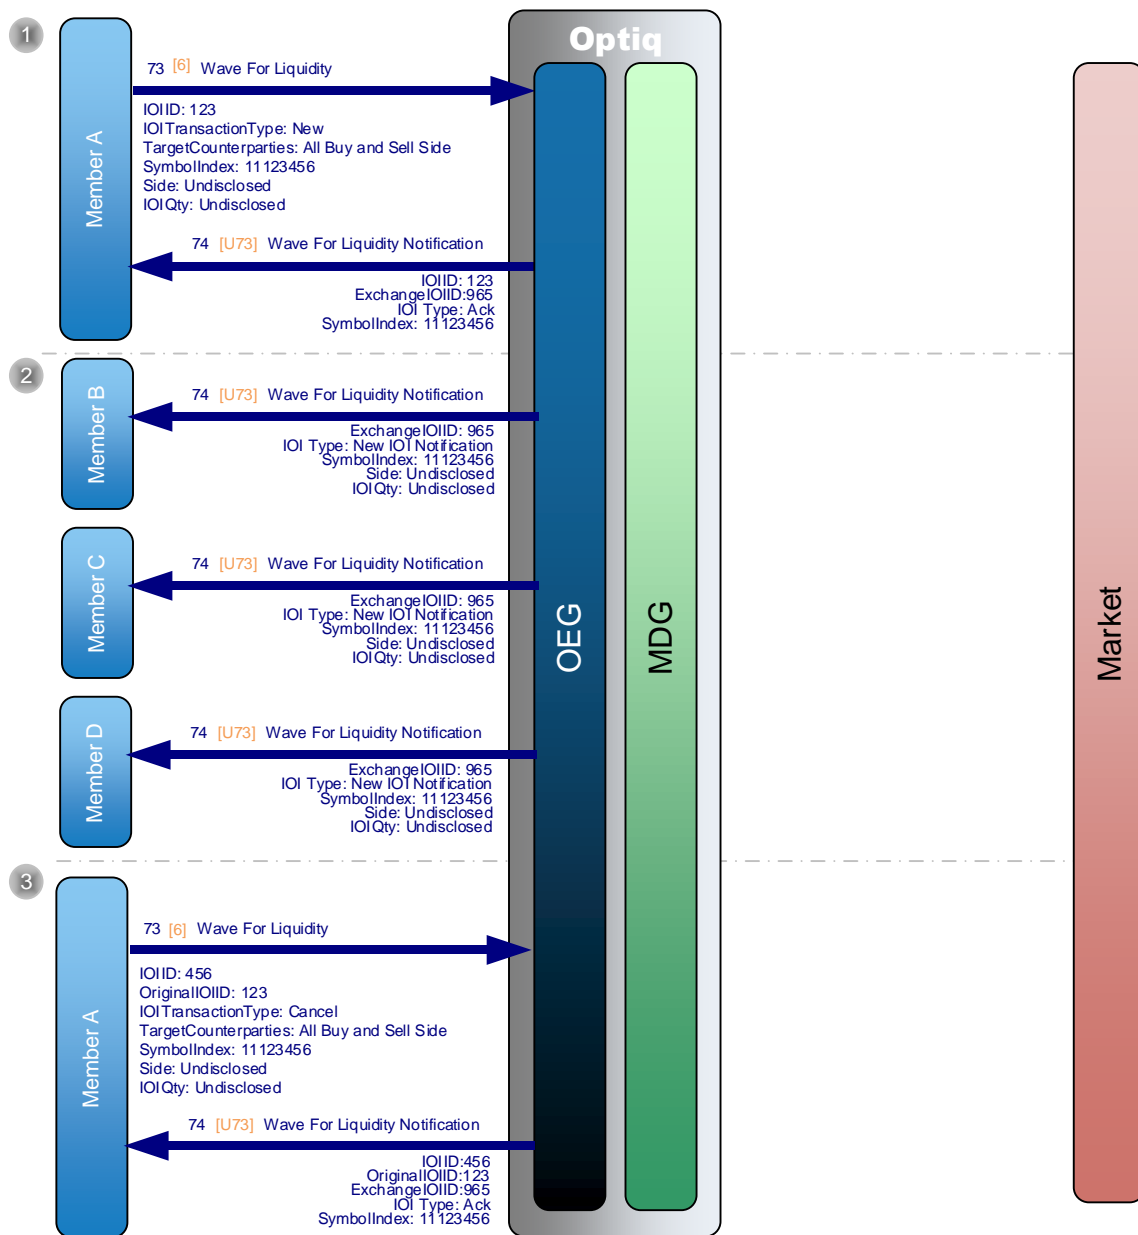 1
Optiq
73 [6] Wave For Liquidity
Member A
IOIID: 123
IOITransactionType: New
TargetCounterparties: All Buy and Sell Side
SymbolIndex: 11123456
Side: Undisclosed
IOIQty: Undisclosed
74 [U73] Wave For Liquidity Notification
IOIID: 123
ExchangeIOIID:965
IOI Type: Ack
SymbolIndex: 11123456
2
Member B
74 [U73] Wave For Liquidity Notification
ExchangeIOIID: 965
IOI Type: New IOI Notification
SymbolIndex: 11123456
Side: Undisclosed
IOIQty: Undisclosed
Member C
74 [U73] Wave For Liquidity Notification
ExchangeIOIID: 965
IOI Type: New IOI Notification
SymbolIndex: 11123456
Side: Undisclosed
IOIQty: Undisclosed
OEG
MDG
Market
Member D
74 [U73] Wave For Liquidity Notification
ExchangeIOIID: 965
IOI Type: New IOI Notification
SymbolIndex: 11123456
Side: Undisclosed
IOIQty: Undisclosed
3
Member A
73 [6] Wave For Liquidity
IOIID: 456
OriginalIOIID: 123
IOITransactionType: Cancel
TargetCounterparties: All Buy and Sell Side
SymbolIndex: 11123456
Side: Undisclosed
IOIQty: Undisclosed
74 [U73] Wave For Liquidity Notification
IOIID:456
OriginalIOIID:123
ExchangeIOIID:965
IOI Type: Ack
SymbolIndex: 11123456